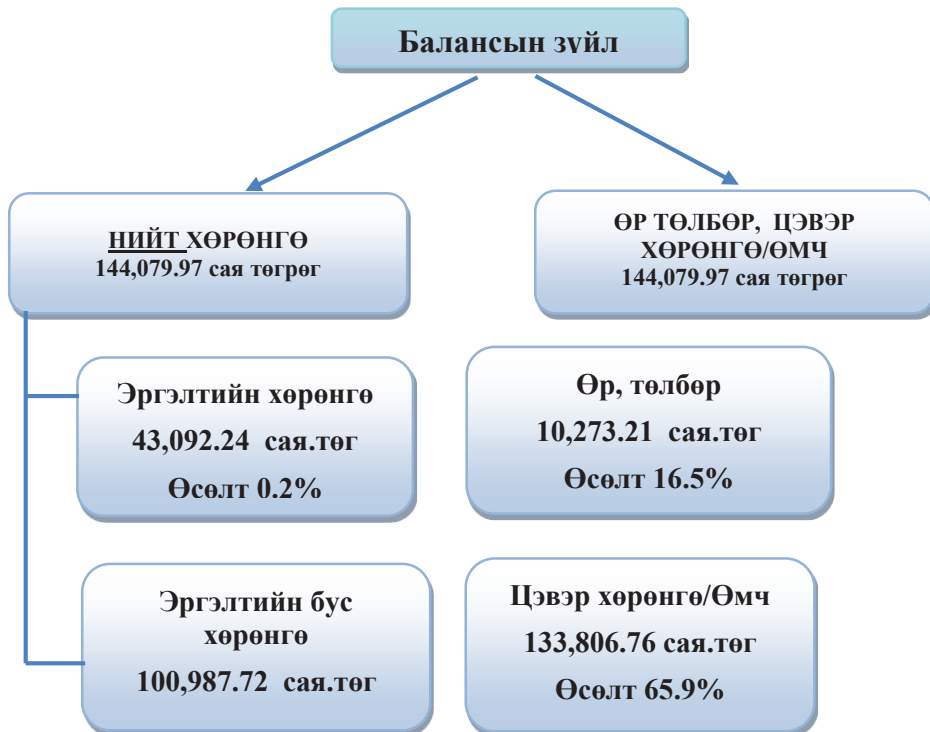 Балансын зүйл
НИЙТ ХӨРӨНГӨ
144,079.97 сая төгрөг
ӨР ТӨЛБӨР, ЦЭВЭР
ХӨРӨНГӨ/ӨМЧ
144,079.97 сая төгрөг
Эргэлтийн хөрөнгө
43,092.24 сая.төг
Өсөлт 0.2%
Өр, төлбөр
10,273.21 сая.төг
Өсөлт 16.5%
Эргэлтийн бус
хөрөнгө
100,987.72 сая.төг
Цэвэр хөрөнгө/Өмч
133,806.76 сая.төг
Өсөлт 65.9%